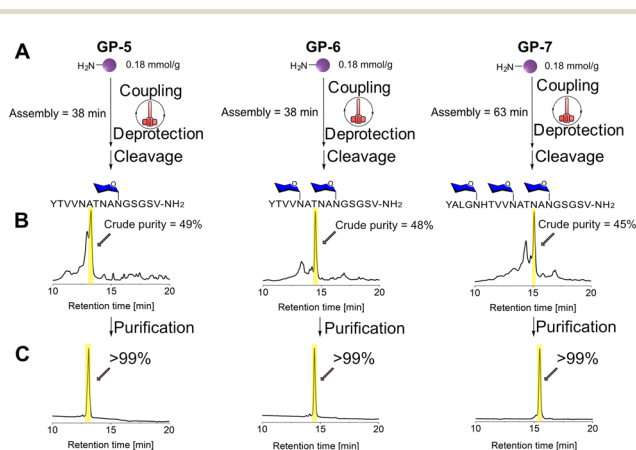 A
GP-5
GP-6
GP-7
H₂N
0.18 mmol/g
H₂N
0.18 mmol/g
H₂N
0.18 mmol/g
Coupling
Coupling
Coupling
Assembly = 38 min
Assembly = 38 min
Assembly = 63 min
Deprotection
Deprotection
Deprotection
Cleavage
Cleavage
Cleavage
YTVVNATNANGSGSV-NH2
YTVVNATNANGSGSV-NH2
YALGNHTVVNATNANGSGSV-NH2
B
Crude purity = 49%
Crude purity = 48%
Crude purity = 45%
10 15 20
10 15 20
10 15 20
Retention time [min]
Retention time [min]
Retention time [min]
Purification
Purification
Purification
C
>99%
>99%
>99%
10 15 20
10 15 20
10 15 20
Retention time [min]
Retention time [min]
Retention time [min]